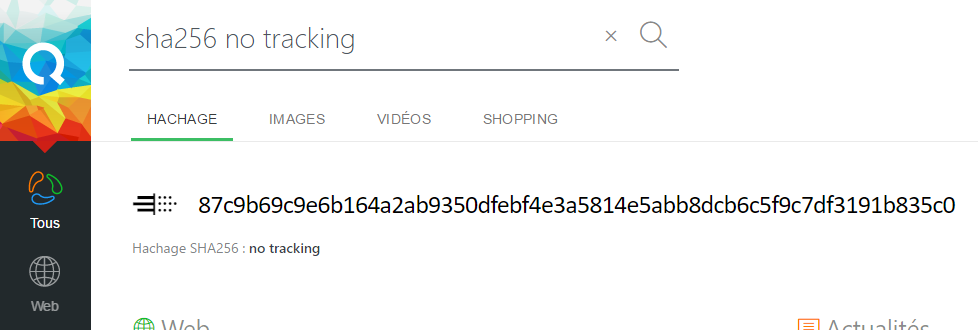 sha256 no tracking
HACHAGE IMAGES VIDÉOS SHOPPING
87c9b69c9e6b164a2ab9350dfebf4e3a5814e5abb8dcb6c5f9c7df3191b835c0
Tous
Hachage SHA256 : no tracking
Web
Web Actualités